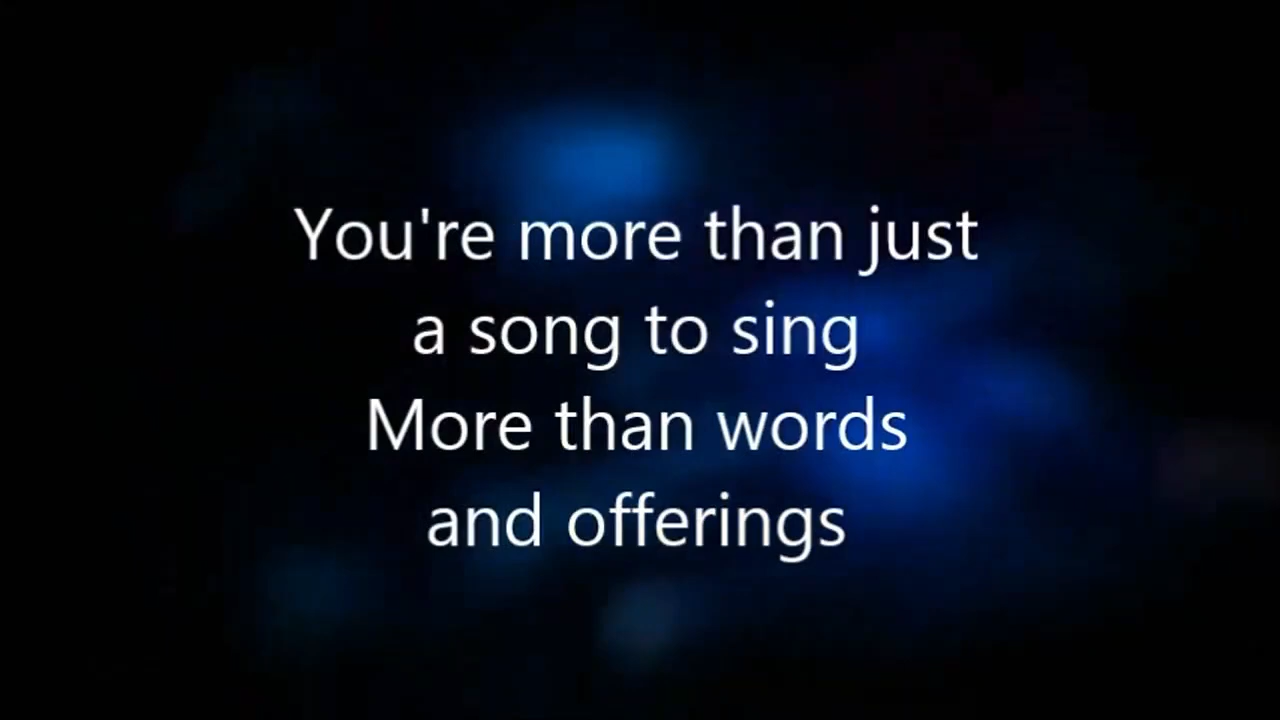 You're more than just
a song to sing
More than words
and offerings